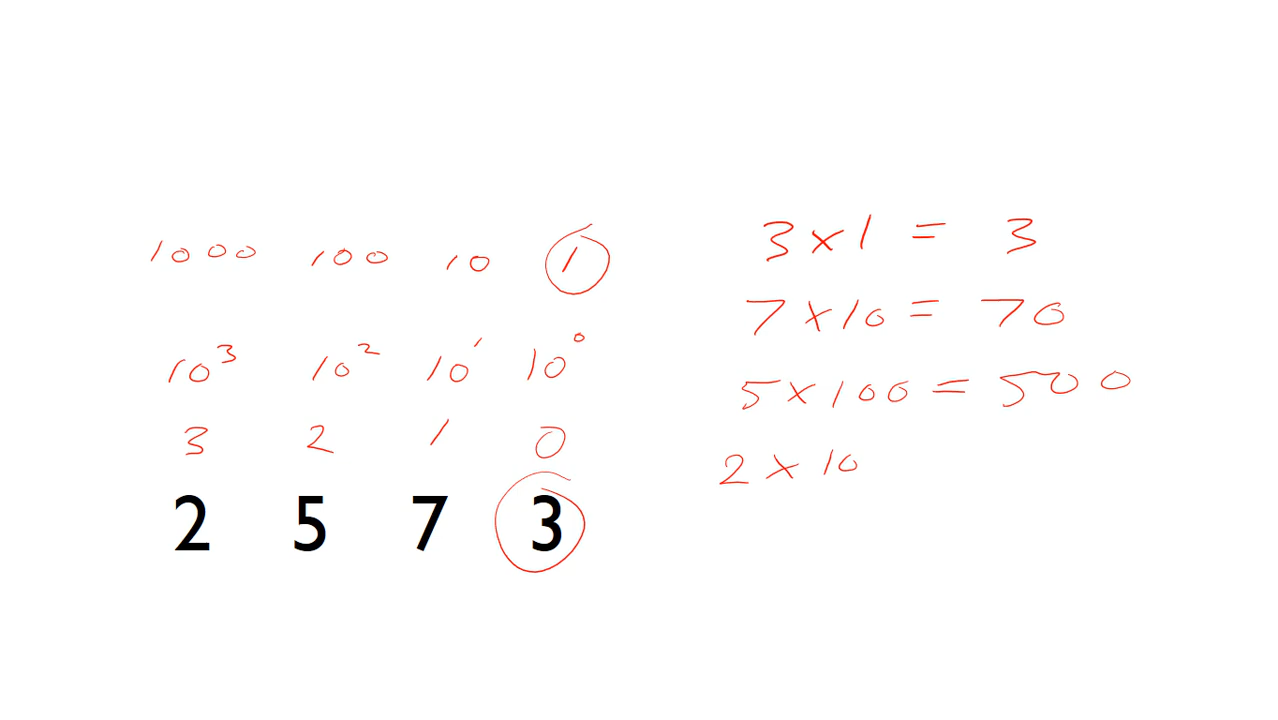 1000 100 10 1
10³ 10² 10¹ 10⁰
3 2 1 0
2 5 7 3
3 x 1 = 3
7 x 10 = 70
5 x 100 = 500
2 x 10